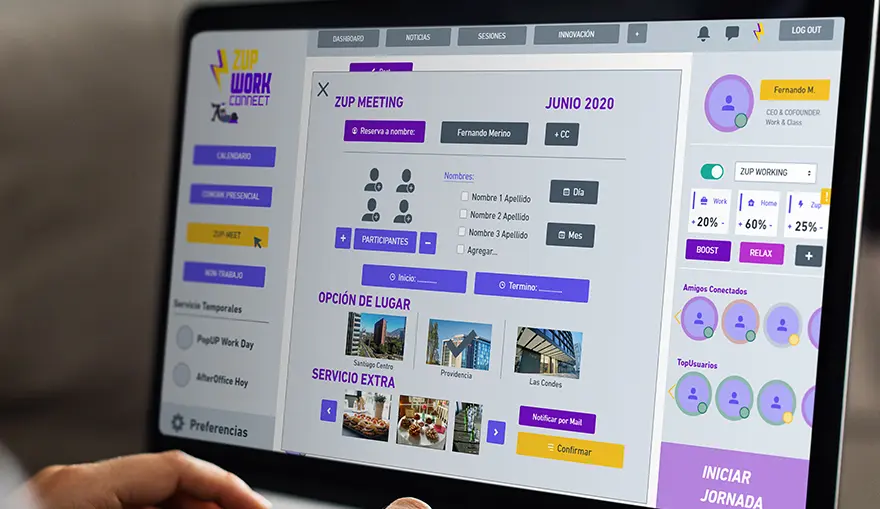 DASHBOARD
NOTICIAS
SESIONES
INNOVACIÓN
+
LOG OUT
ZUP
WORK
CONNECT
CALENDARIO
COWORK PRESENCIAL
ZUP-MEET
NON-TRABAJO
Servicio Temporales
PopUP Work Day
AfterOffice Hoy
Preferencias
X
ZUP MEETING
JUNIO 2020
Reserva a nombre:
Fernando Merino
+ CC
Nombres:
Nombre 1 Apellido
Nombre 2 Apellido
Nombre 3 Apellido
Agregar...
Día
Mes
+
PARTICIPANTES
-
Inicio: ______
Termino: ______
OPCIÓN DE LUGAR
Santiago Centro
Providencia
Las Condes
SERVICIO EXTRA
Notificar por Mail
Confirmar
Fernando M.
CEO & COFOUNDER
Work & Class
ZUP WORKING
Work
+ 20% -
Home
+ 60% -
Zup
+ 25% -
BOOST
RELAX
+
Amigos Conectados
TopUsuarios
INICIAR
JORNADA